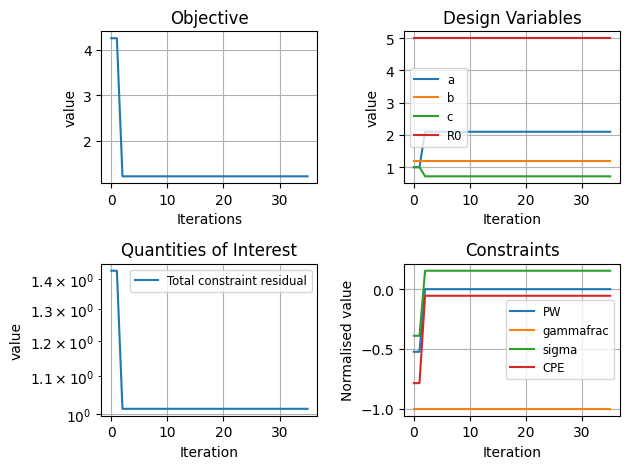 Objective
value
4
3
2
0 10 20 30
Iterations
Design Variables
value
5
4
3
2
1
a
b
c
R0
0 10 20 30
Iteration
Quantities of Interest
value
1.4 × 10⁰
1.3 × 10⁰
1.2 × 10⁰
1.1 × 10⁰
10⁰
Total constraint residual
0 10 20 30
Iteration
Constraints
Normalised value
0.0
−0.5
−1.0
PW
gammafrac
sigma
CPE
0 10 20 30
Iteration